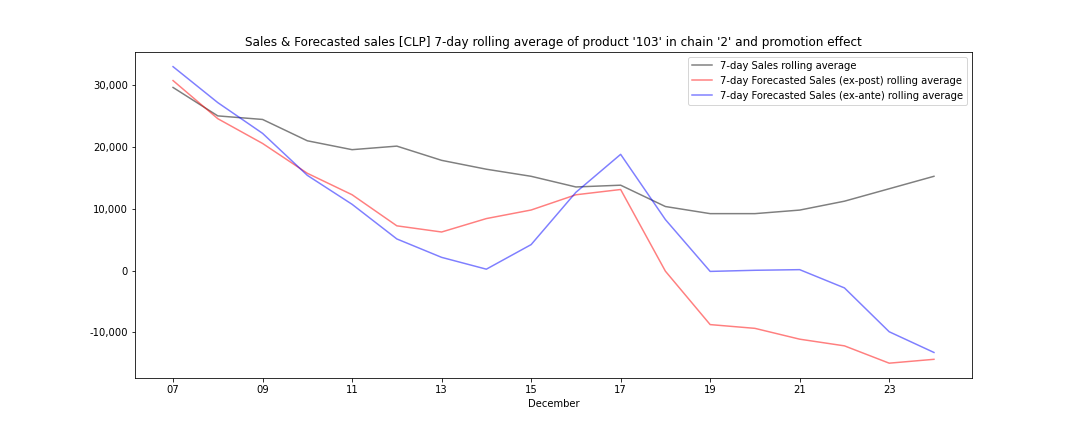 Sales & Forecasted sales [CLP] 7-day rolling average of product '103' in chain '2' and promotion effect
7-day Sales rolling average
7-day Forecasted Sales (ex-post) rolling average
7-day Forecasted Sales (ex-ante) rolling average
30,000
20,000
10,000
0
-10,000
07 09 11 13 15 17 19 21 23
December